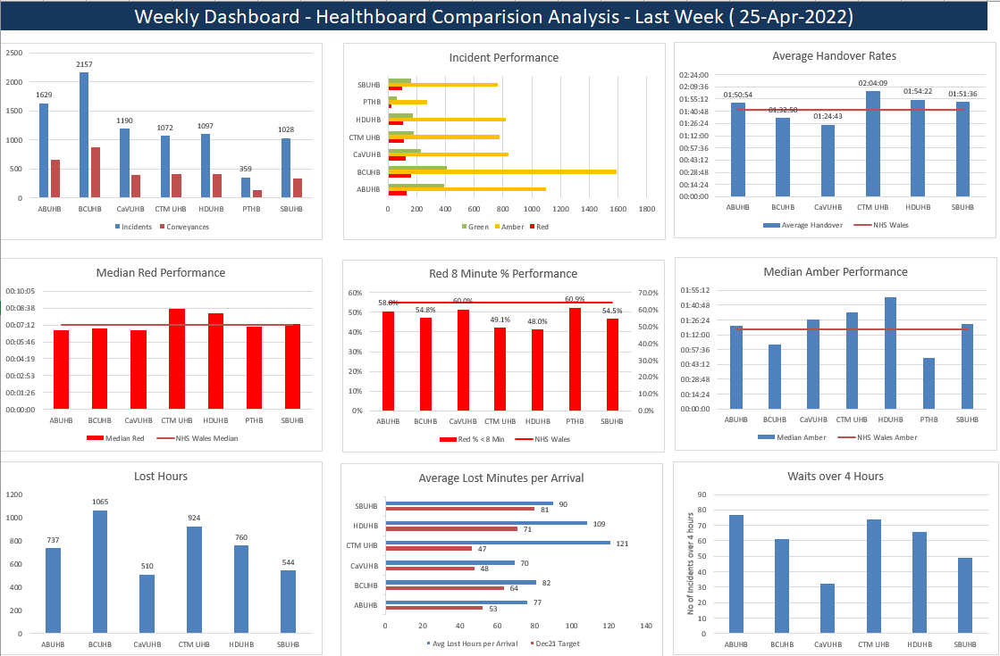 Weekly Dashboard - Healthboard Comparision Analysis - Last Week ( 25-Apr-2022)
2500
2000
1500
1000
500
0
1629
2157
1190
1072
1097
359
1028
ABUHB BCUHB CaVUHB CTM UHB HDUHB PTHB SBUHB
Incidents Conveyances
Incident Performance
SBUHB
PTHB
HDUHB
CTM UHB
CaVUHB
BCUHB
ABUHB
0 200 400 600 800 1000 1200 1400 1600 1800
Green Amber Red
Average Handover Rates
02:24:00
02:09:36
01:55:12
01:40:48
01:26:24
01:12:00
00:57:36
00:43:12
00:28:48
00:14:24
00:00:00
01:50:54
01:32:50
01:24:43
02:04:09
01:54:22
01:51:36
ABUHB BCUHB CaVUHB CTM UHB HDUHB SBUHB
Average Handover NHS Wales
Median Red Performance
00:10:05
00:08:38
00:07:12
00:05:46
00:04:19
00:02:53
00:01:26
00:00:00
ABUHB BCUHB CaVUHB CTM UHB HDUHB PTHB SBUHB
Median Red NHS Wales Median
Red 8 Minute % Performance
60%
50%
40%
30%
20%
10%
0%
58.8%
54.8%
60.0%
49.1%
48.0%
60.9%
54.5%
70.0%
60.0%
50.0%
40.0%
30.0%
20.0%
10.0%
0.0%
ABUHB BCUHB CaVUHB CTM UHB HDUHB PTHB SBUHB
Red % < 8 Min NHS Wales
Median Amber Performance
01:55:12
01:40:48
01:26:24
01:12:00
00:57:36
00:43:12
00:28:48
00:14:24
00:00:00
ABUHB BCUHB CaVUHB CTM UHB HDUHB PTHB SBUHB
Median Amber NHS Wales Amber
Lost Hours
1200
1000
800
600
400
200
0
737
1065
510
924
760
544
ABUHB BCUHB CaVUHB CTM UHB HDUHB SBUHB
Average Lost Minutes per Arrival
SBUHB 90
81
HDUHB 109
71
CTM UHB 121
47
CaVUHB 70
48
BCUHB 82
64
ABUHB 77
53
0 20 40 60 80 100 120 140
Avg Lost Hours per Arrival Dec21 Target
Waits over 4 Hours
No of Incidents over 4 hours
90
80
70
60
50
40
30
20
10
0
ABUHB BCUHB CaVUHB CTM UHB HDUHB SBUHB